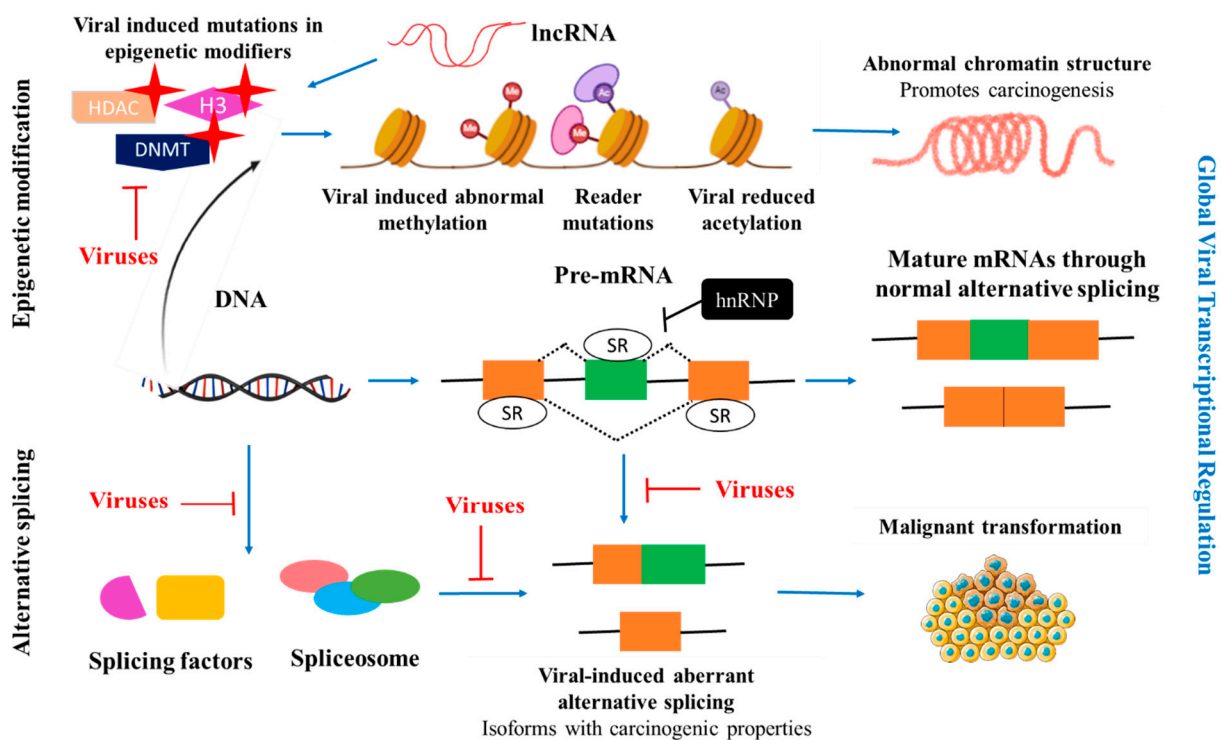 Viral induced mutations in
epigenetic modifiers
lncRNA
HDAC
H3
DNMT
Me
Me
Ac
Me
Ac
Abnormal chromatin structure
Promotes carcinogenesis
Viral induced abnormal
methylation
Reader
mutations
Viral reduced
acetylation
Viruses
Epigenetic modification
DNA
Pre-mRNA
hnRNP
SR
SR
SR
Mature mRNAs through
normal alternative splicing
Global Viral Transcriptional Regulation
Alternative splicing
Viruses
Viruses
Viruses
Splicing factors
Spliceosome
Viral-induced aberrant
alternative splicing
Isoforms with carcinogenic properties
Malignant transformation